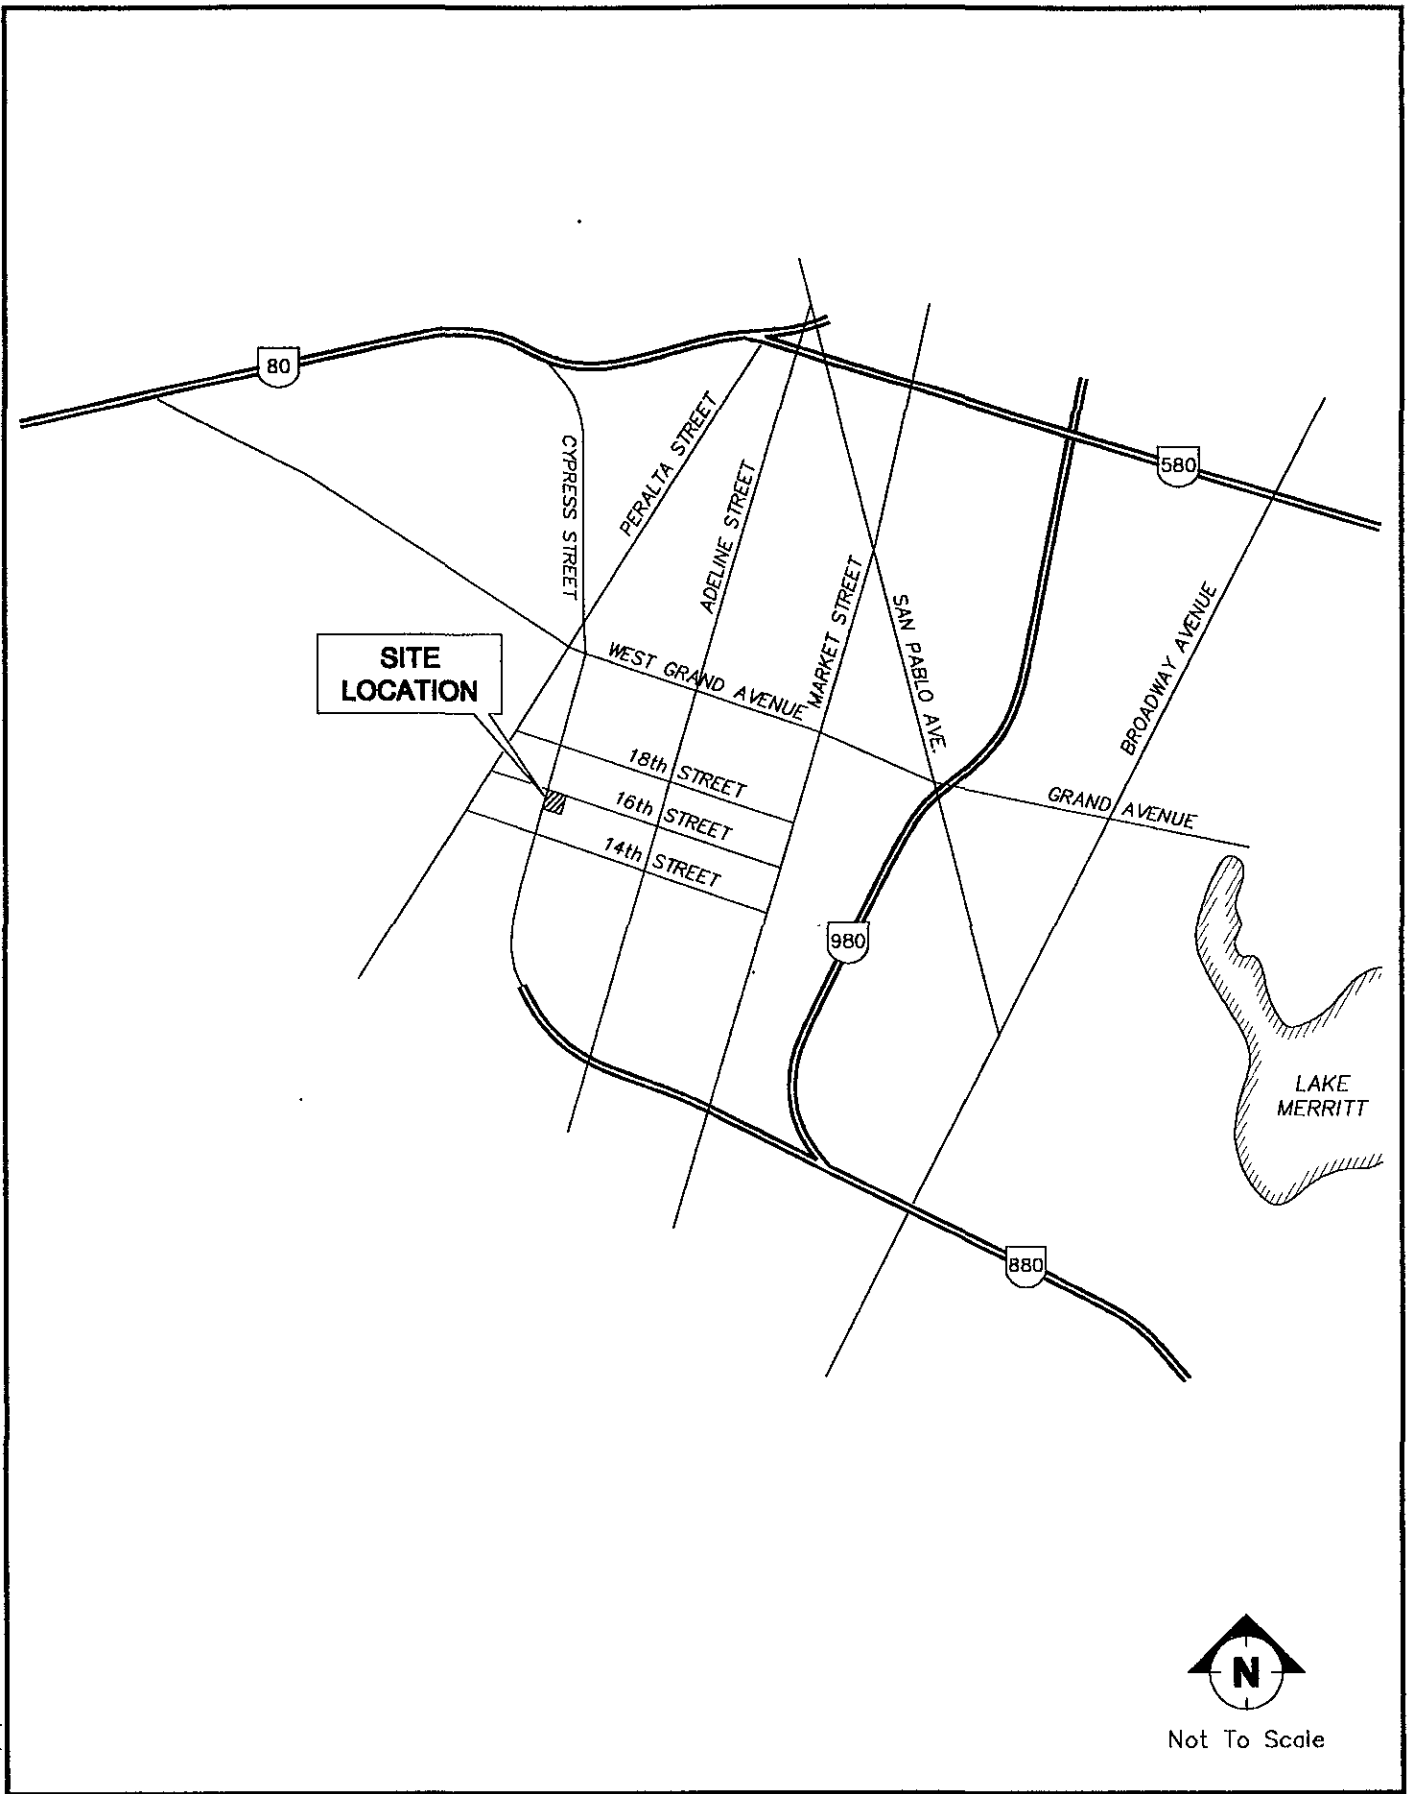 80
580
CYPRESS STREET
PERALTA STREET
ADELINE STREET
MARKET STREET
SAN PABLO AVE.
BROADWAY AVENUE
SITE
LOCATION
WEST GRAND AVENUE
18th STREET
16th STREET
14th STREET
GRAND AVENUE
980
LAKE
MERRITT
880
N
Not To Scale